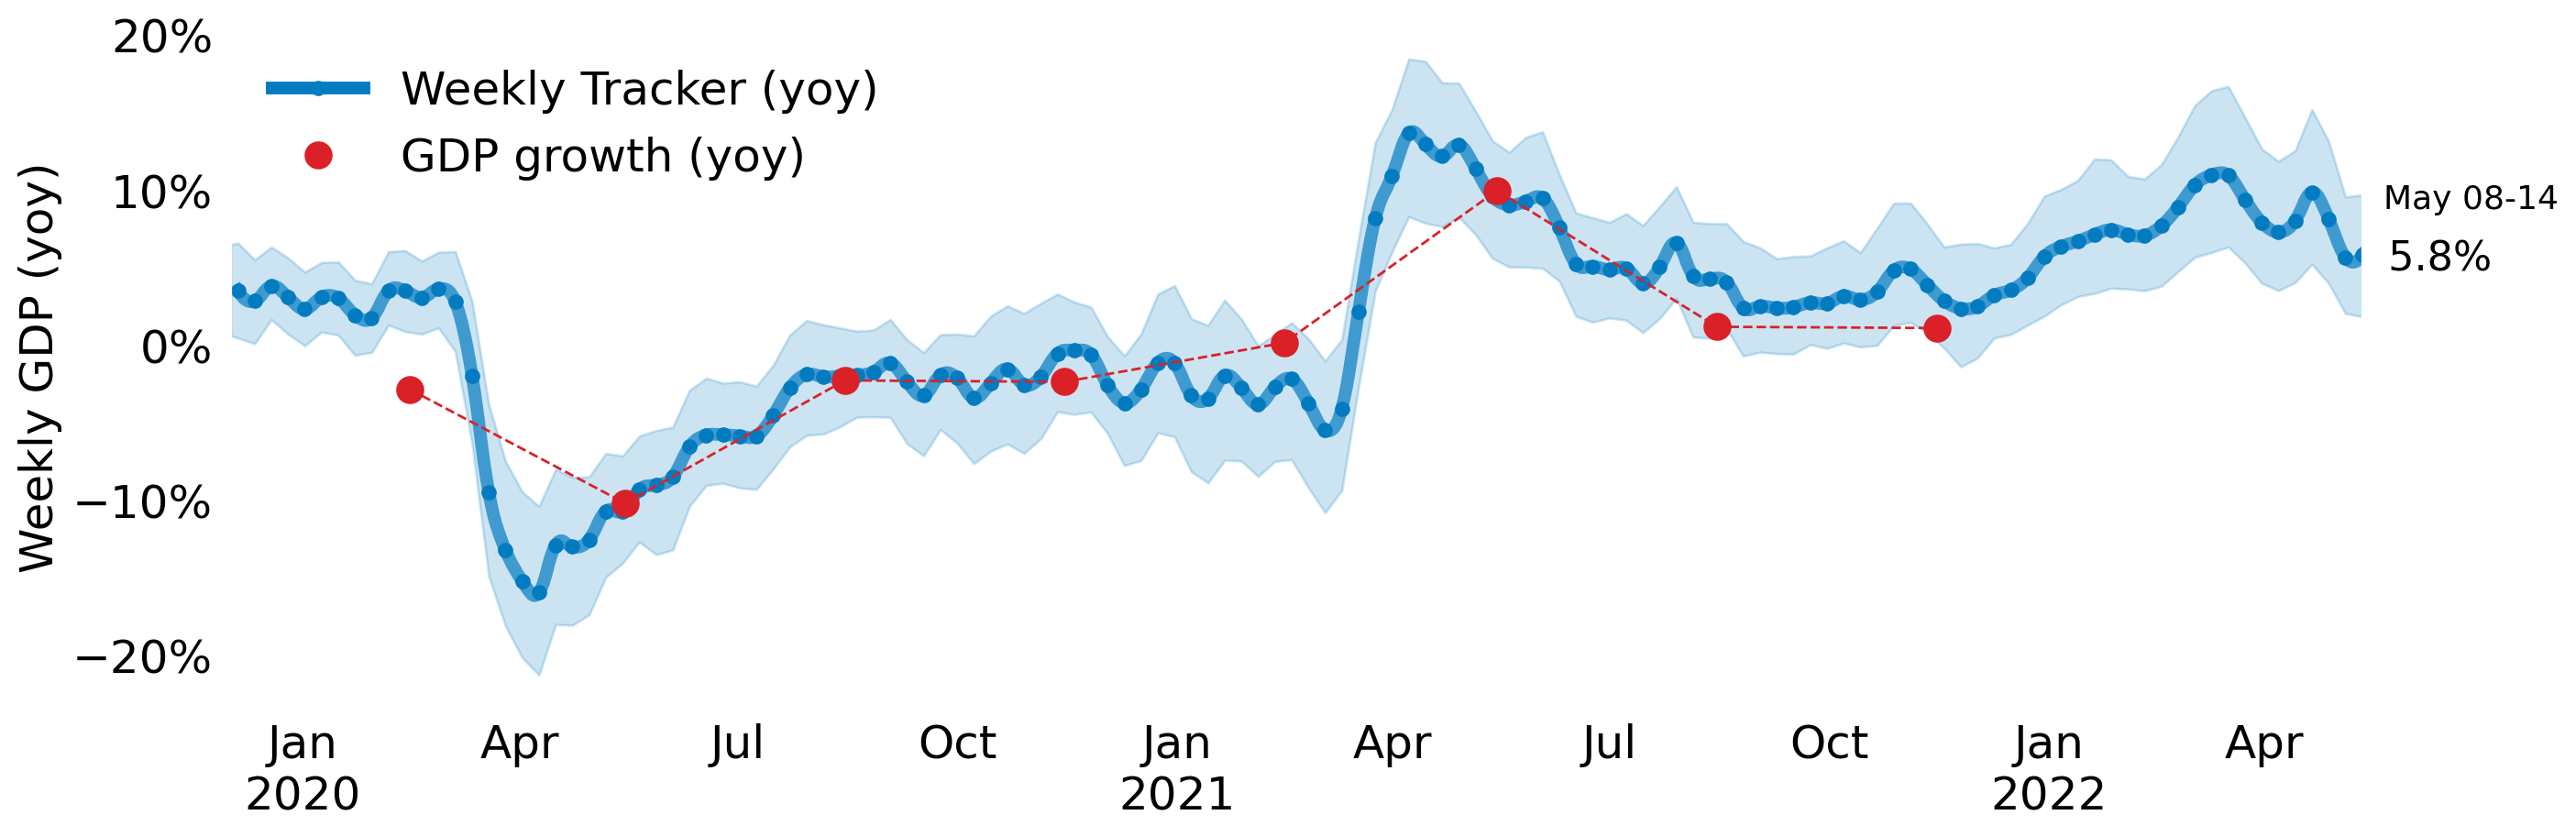 20%
10%
0%
−10%
−20%
Weekly GDP (yoy)
Weekly Tracker (yoy)
GDP growth (yoy)
May 08-14
5.8%
Jan Apr Jul Oct Jan Apr Jul Oct Jan Apr
2020 2021 2022